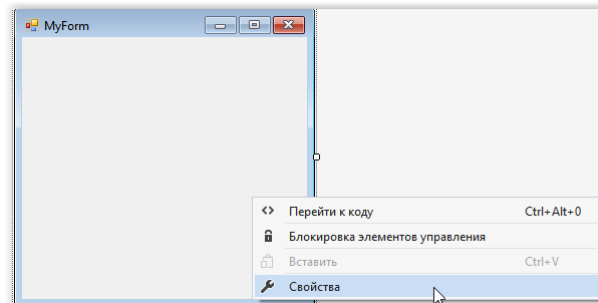 MyForm
Перейти к коду Ctrl+Alt+0
Блокировка элементов управления
Вставить Ctrl+V
Свойства